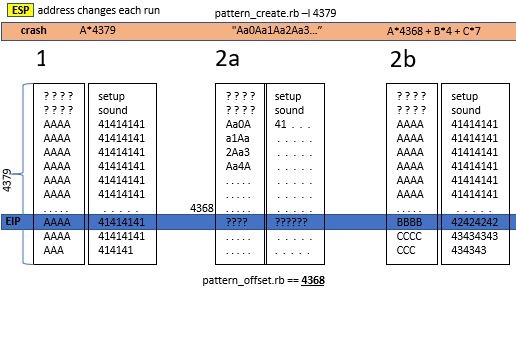 ESP address changes each run
pattern_create.rb –l 4379
crash A*4379 "Aa0Aa1Aa2Aa3…" A*4368 + B*4 + C*7
1 2a 2b
? ? ? ? setup ? ? ? ? setup ? ? ? ? setup
? ? ? ? sound ? ? ? ? sound ? ? ? ? sound
AAAA 41414141 Aa0A 41 . . . AAAA 41414141
AAAA 41414141 a1Aa . . . . . AAAA 41414141
AAAA 41414141 2Aa3 . . . . . AAAA 41414141
AAAA 41414141 Aa4A . . . . . AAAA 41414141
AAAA 41414141 . . . . . . . . . AAAA 41414141
AAAA 41414141 . . . . . . . . . AAAA 41414141
4379
. . . . . . . . . . 4368 . . . . . . . . . . . . . . . . . .
EIP AAAA 41414141 ???? ?????? BBBB 42424242
AAAA 41414141 . . . . . . . . . CCCC 43434343
AAA 414141 . . . . . . . . . CCC 434343
pattern_offset.rb == 4368